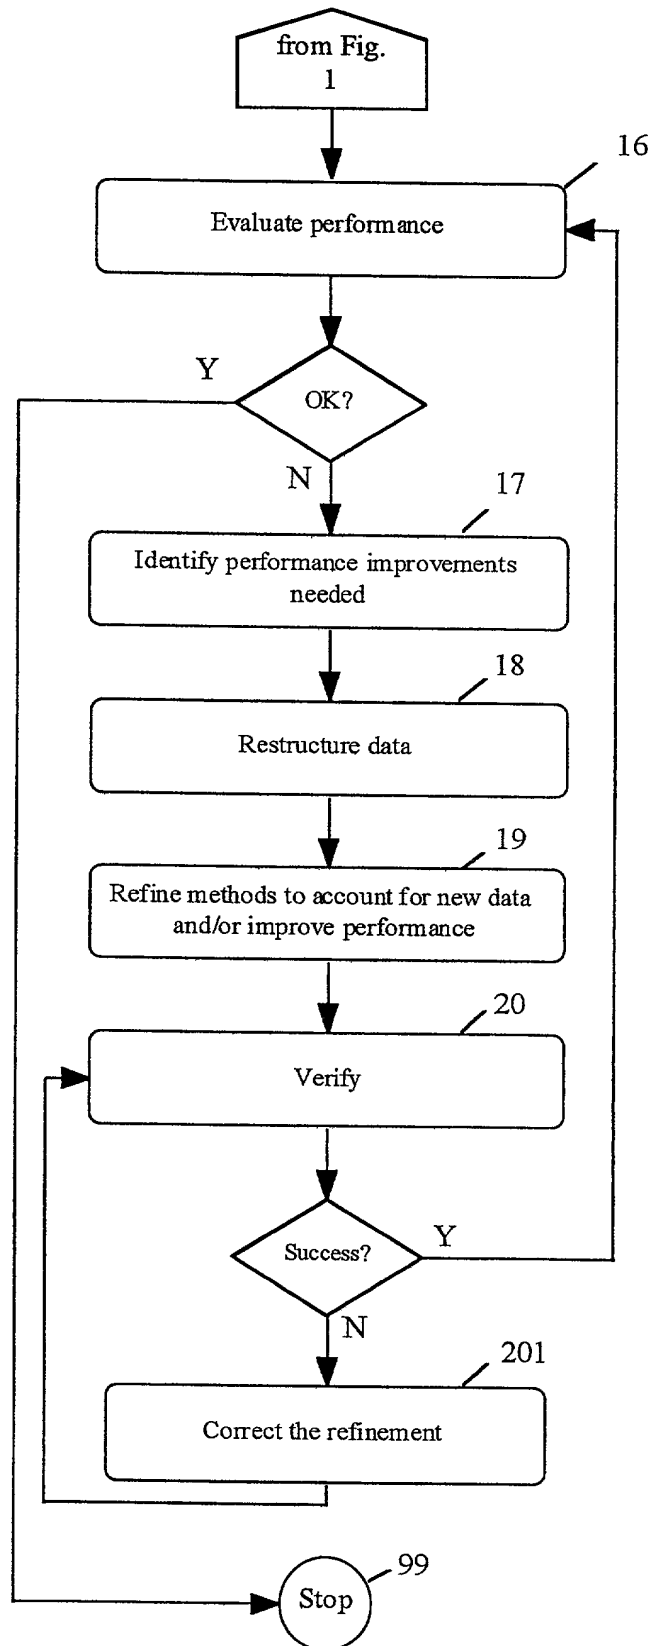 from Fig.
1
16
Evaluate performance
Y
OK?
N
17
Identify performance improvements
needed
18
Restructure data
19
Refine methods to account for new data
and/or improve performance
20
Verify
Success?
Y
N
201
Correct the refinement
99
Stop